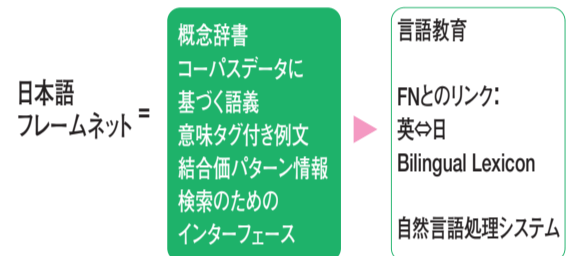 日本語
フレームネット =
概念辞書
コーパスデータに
基づく語義
意味タグ付き例文
結合価パターン情報
検索のための
インターフェース
言語教育
FNとのリンク：
英⇔日
Bilingual Lexicon
自然言語処理システム